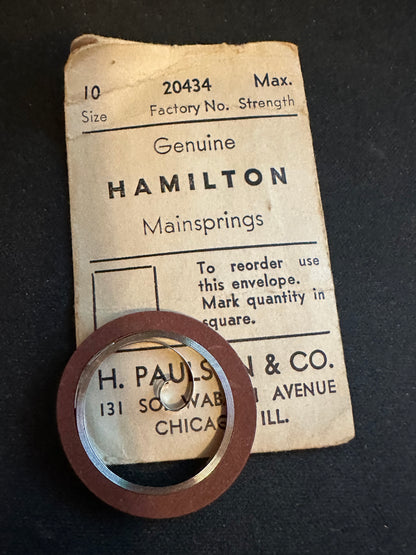 10 20434 Max.
Size Factory No. Strength
Genuine
HAMILTON
Mainsprings
To reorder use
this envelope.
Mark quantity in
square.
H. & CO.
131 SO. AVENUE
ILL.